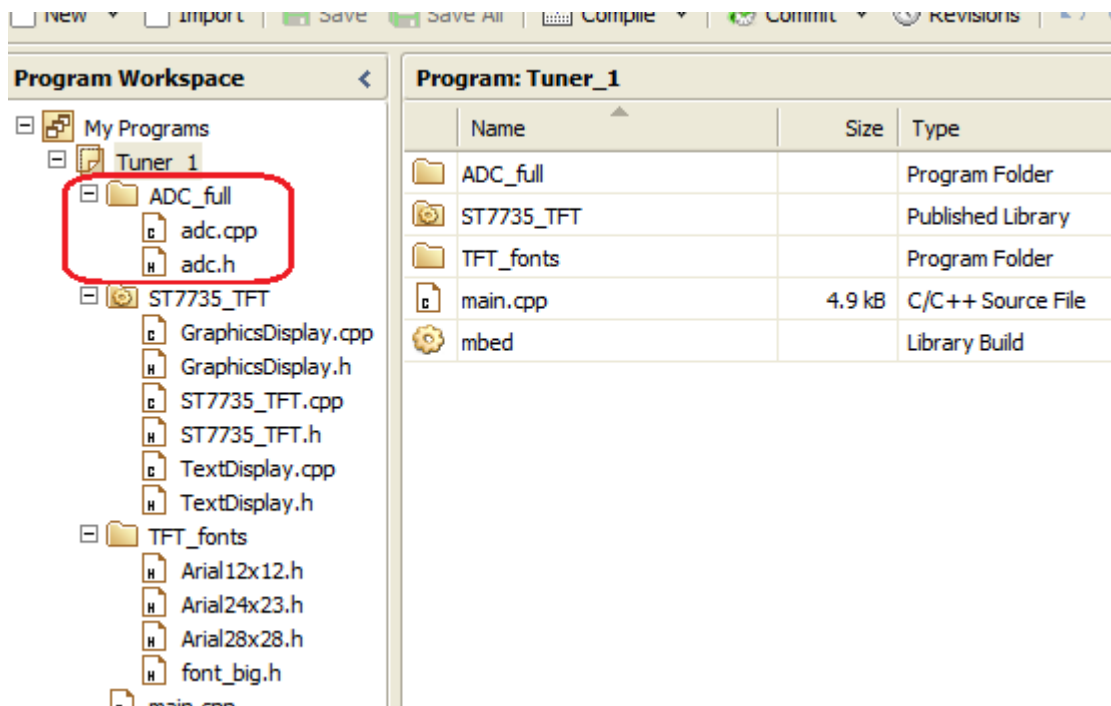 New Import Save Save All Compile Commit Revisions
Program Workspace
My Programs
Tuner_1
ADC_full
adc.cpp
adc.h
ST7735_TFT
GraphicsDisplay.cpp
GraphicsDisplay.h
ST7735_TFT.cpp
ST7735_TFT.h
TextDisplay.cpp
TextDisplay.h
TFT_fonts
Arial12x12.h
Arial24x23.h
Arial28x28.h
font_big.h
main.cpp
Program: Tuner_1
Name Size Type
ADC_full Program Folder
ST7735_TFT Published Library
TFT_fonts Program Folder
main.cpp 4.9 kB C/C++ Source File
mbed Library Build